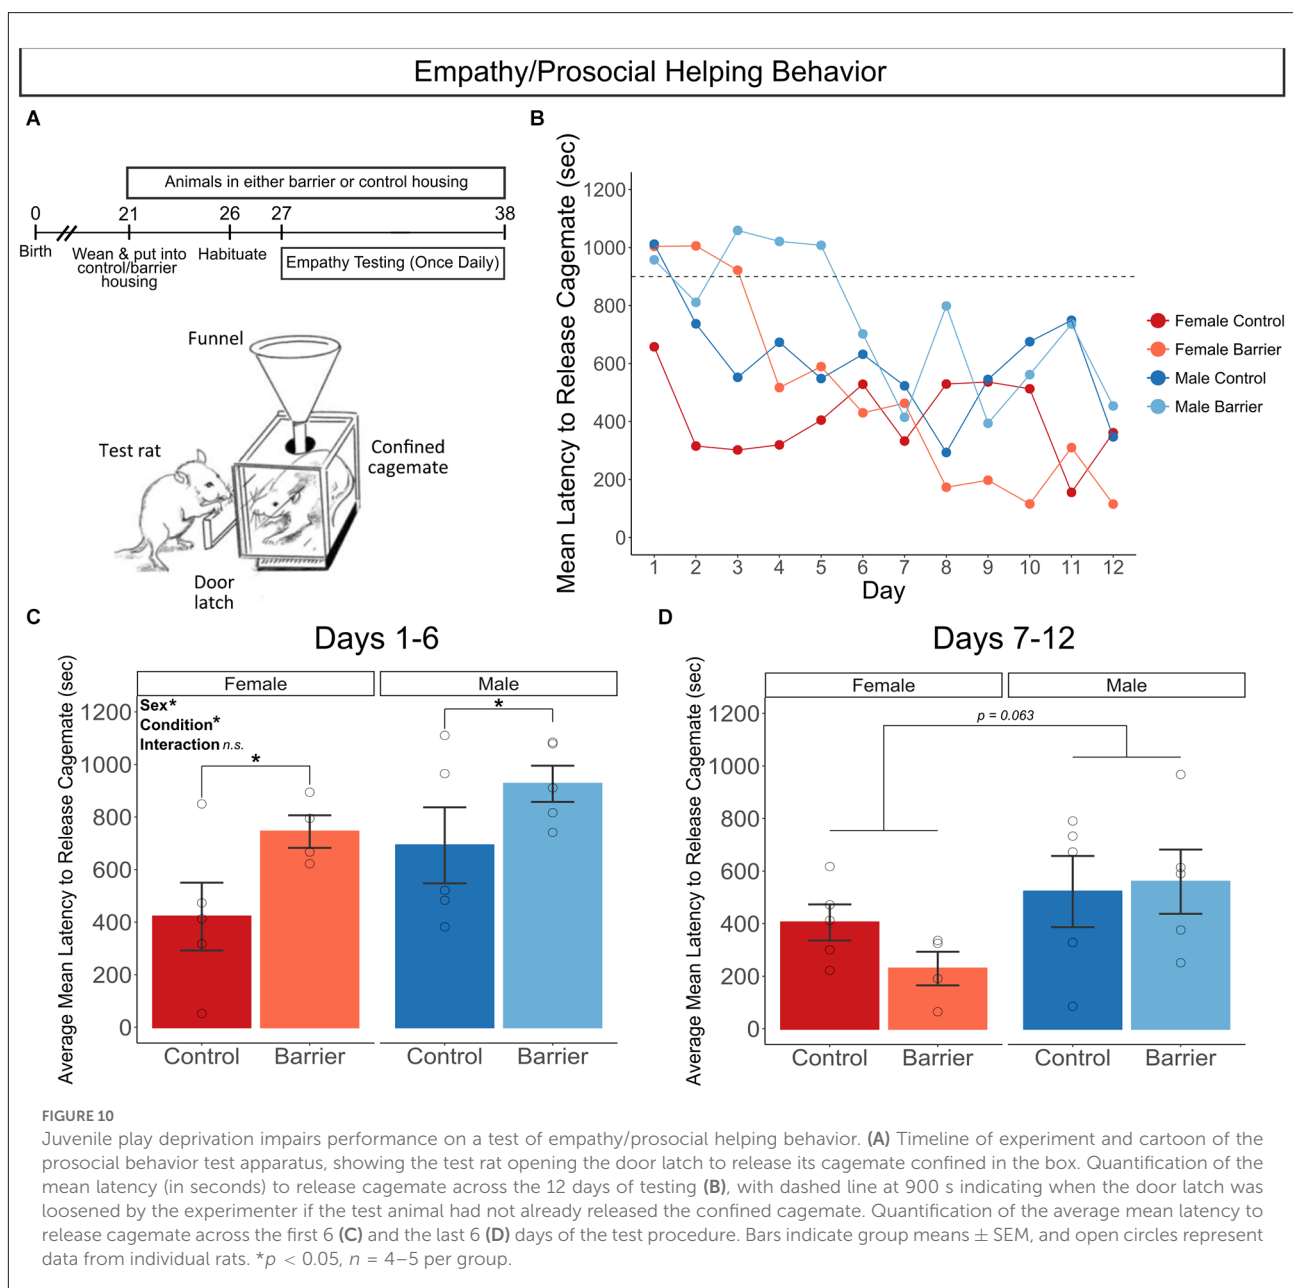 Empathy/Prosocial Helping Behavior
A
Animals in either barrier or control housing
0
21
26
27
38
Birth
Wean & put into
control/barrier
housing
Habituate
Empathy Testing (Once Daily)
Funnel
Test rat
Confined
cagemate
Door
latch
B
Mean Latency to Release Cagemate (sec)
1200
1000
800
600
400
200
0
1 2 3 4 5 6 7 8 9 10 11 12
Day
Female Control
Female Barrier
Male Control
Male Barrier
C
Days 1-6
Average Mean Latency to Release Cagemate (sec)
Female
Male
Sex*
Condition*
Interaction n.s.
*
*
1200
1000
800
600
400
200
0
Control Barrier Control Barrier
D
Days 7-12
Average Mean Latency to Release Cagemate (sec)
Female
Male
p = 0.063
1200
1000
800
600
400
200
0
Control Barrier Control Barrier
FIGURE 10
Juvenile play deprivation impairs performance on a test of empathy/prosocial helping behavior. (A) Timeline of experiment and cartoon of the
prosocial behavior test apparatus, showing the test rat opening the door latch to release its cagemate confined in the box. Quantification of the
mean latency (in seconds) to release cagemate across the 12 days of testing (B), with dashed line at 900 s indicating when the door latch was
loosened by the experimenter if the test animal had not already released the confined cagemate. Quantification of the average mean latency to
release cagemate across the first 6 (C) and the last 6 (D) days of the test procedure. Bars indicate group means ± SEM, and open circles represent
data from individual rats. *p < 0.05, n = 4–5 per group.